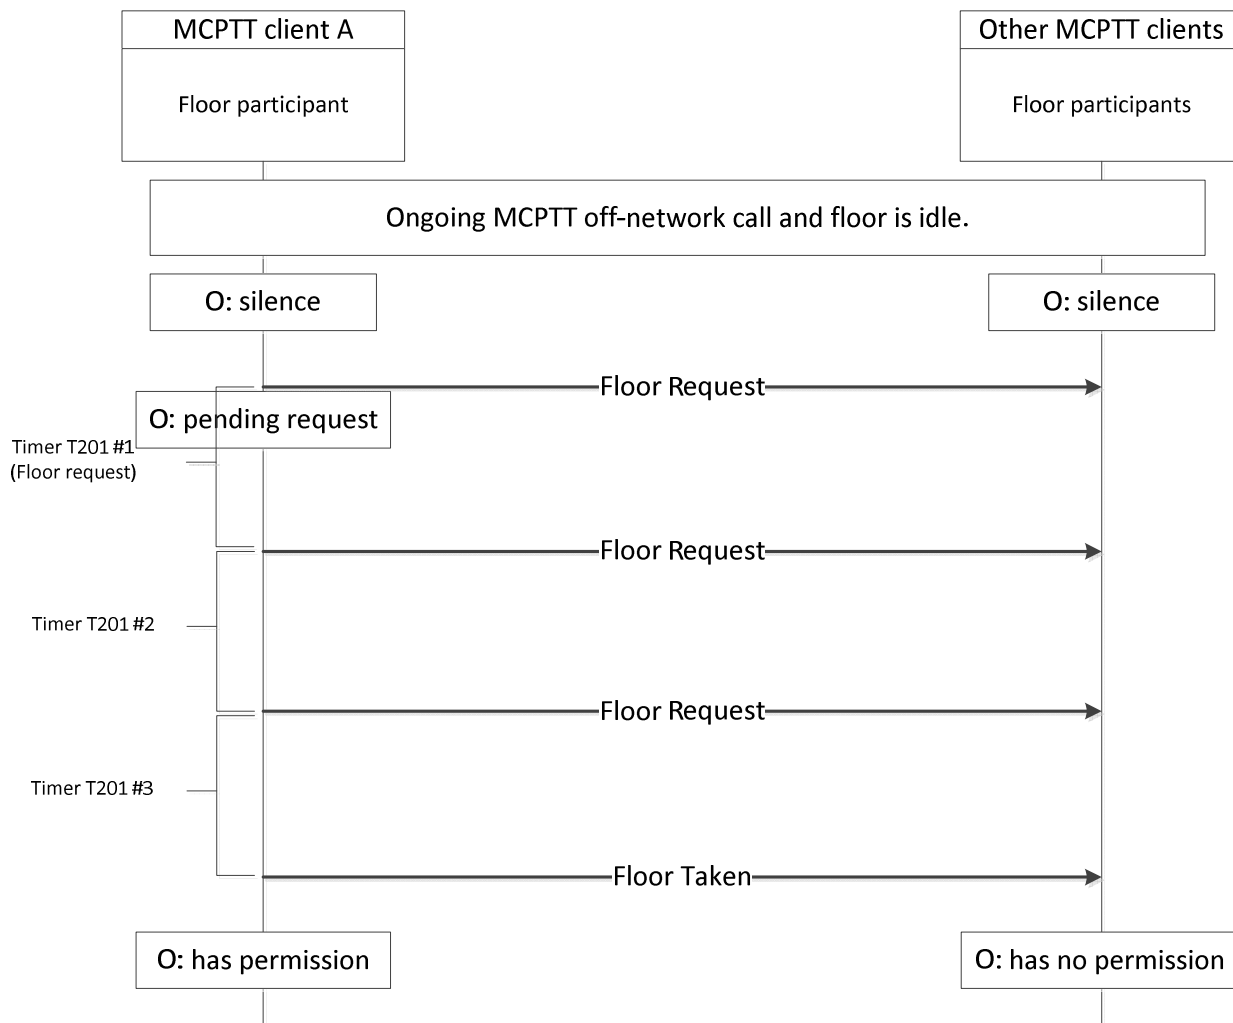 MCPTT client A
Other MCPTT clients
Floor participant
Floor participants
Ongoing MCPTT off-network call and floor is idle.
O: silence
O: silence
Floor Request
O: pending request
Timer T201 #1
(Floor request)
Floor Request
Timer T201 #2
Floor Request
Timer T201 #3
Floor Taken
O: has permission
O: has no permission